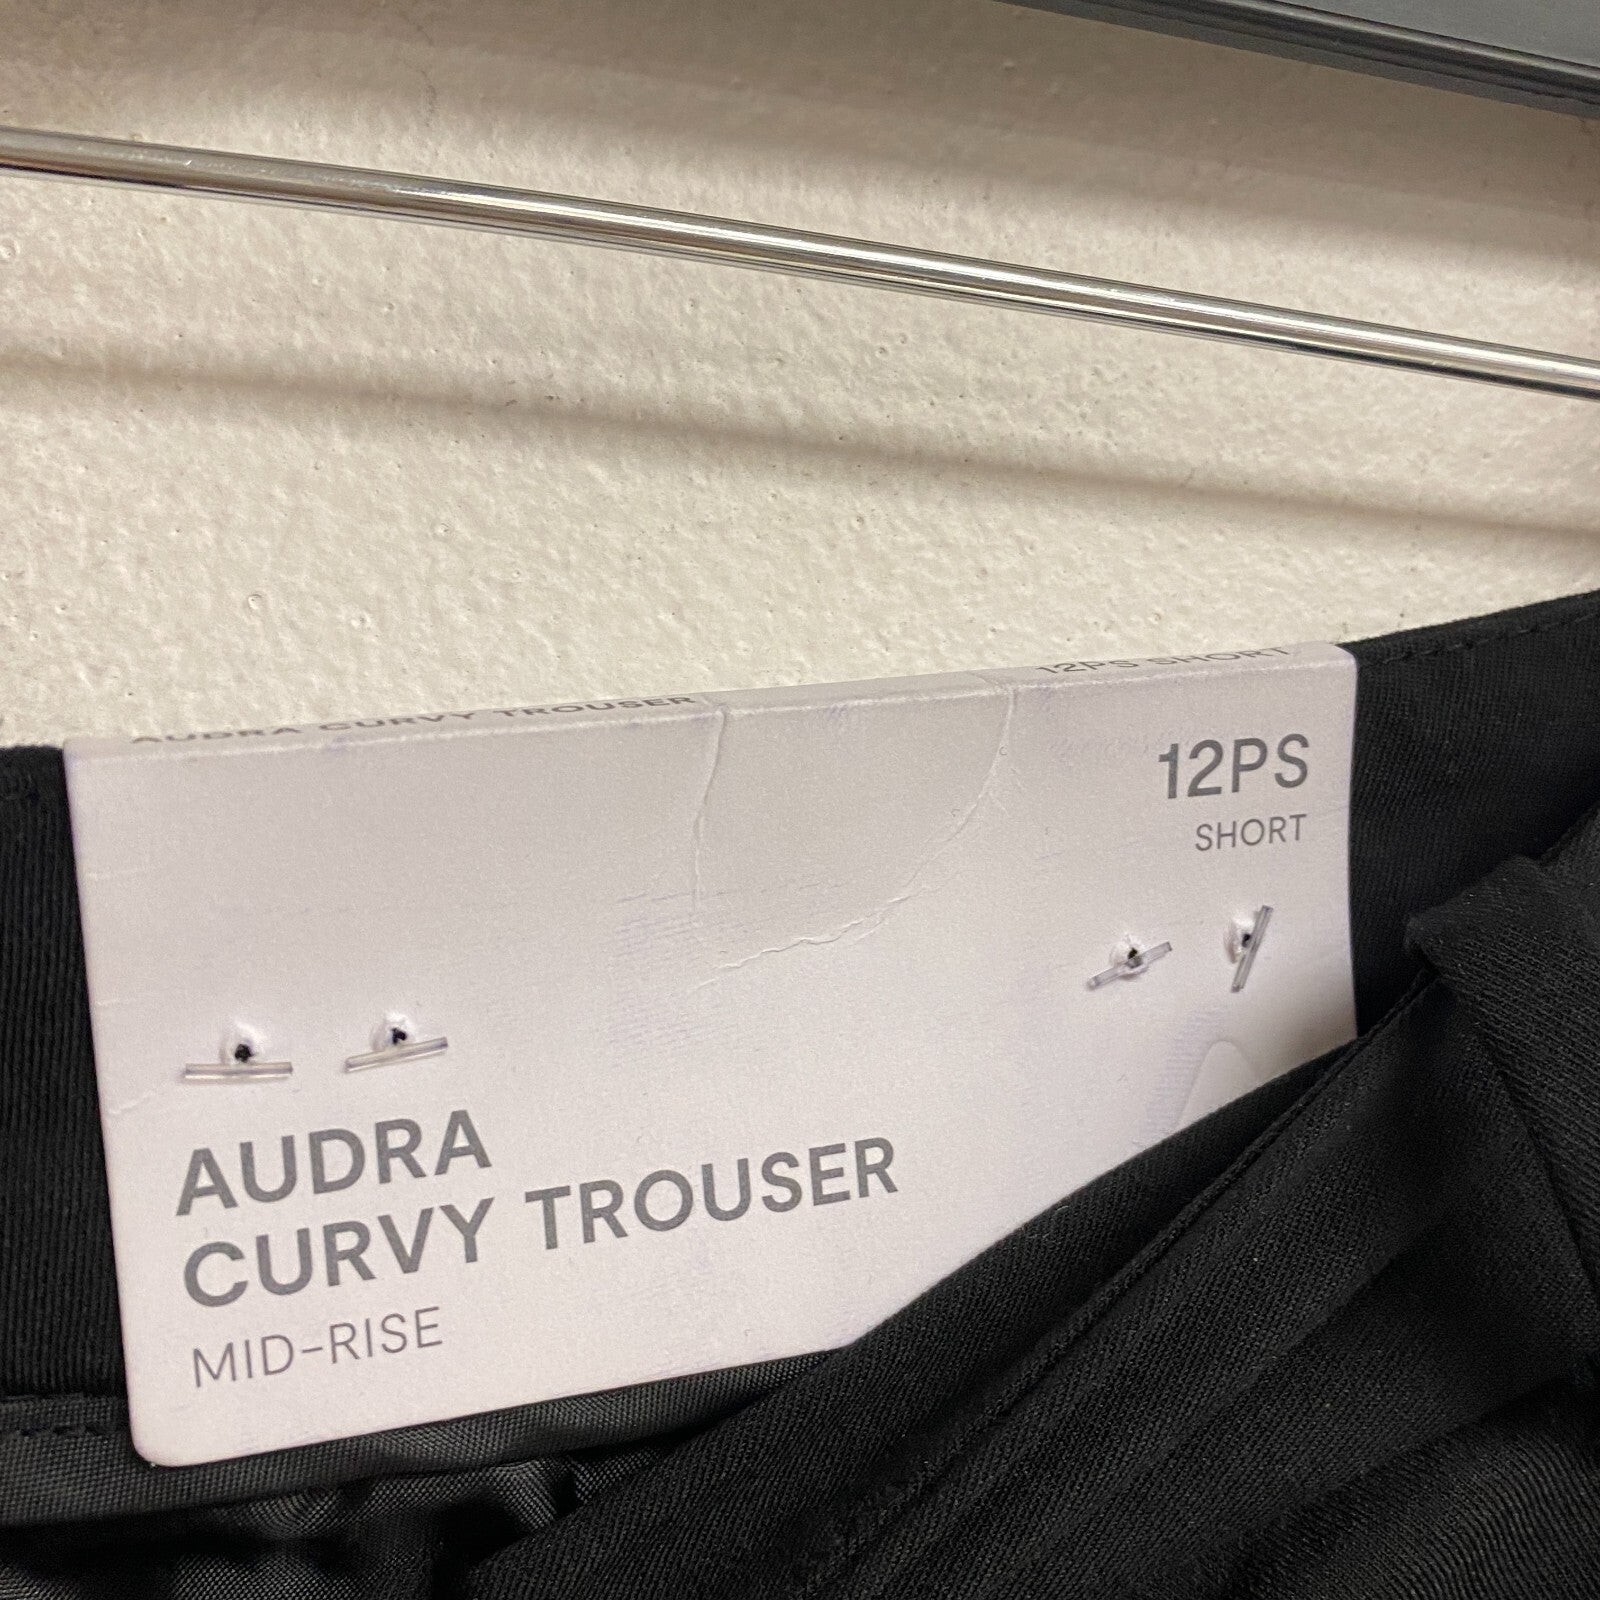 AUDRA CURVY TROUSER 12PS SHORT
12PS
SHORT
AUDRA
CURVY TROUSER
MID-RISE